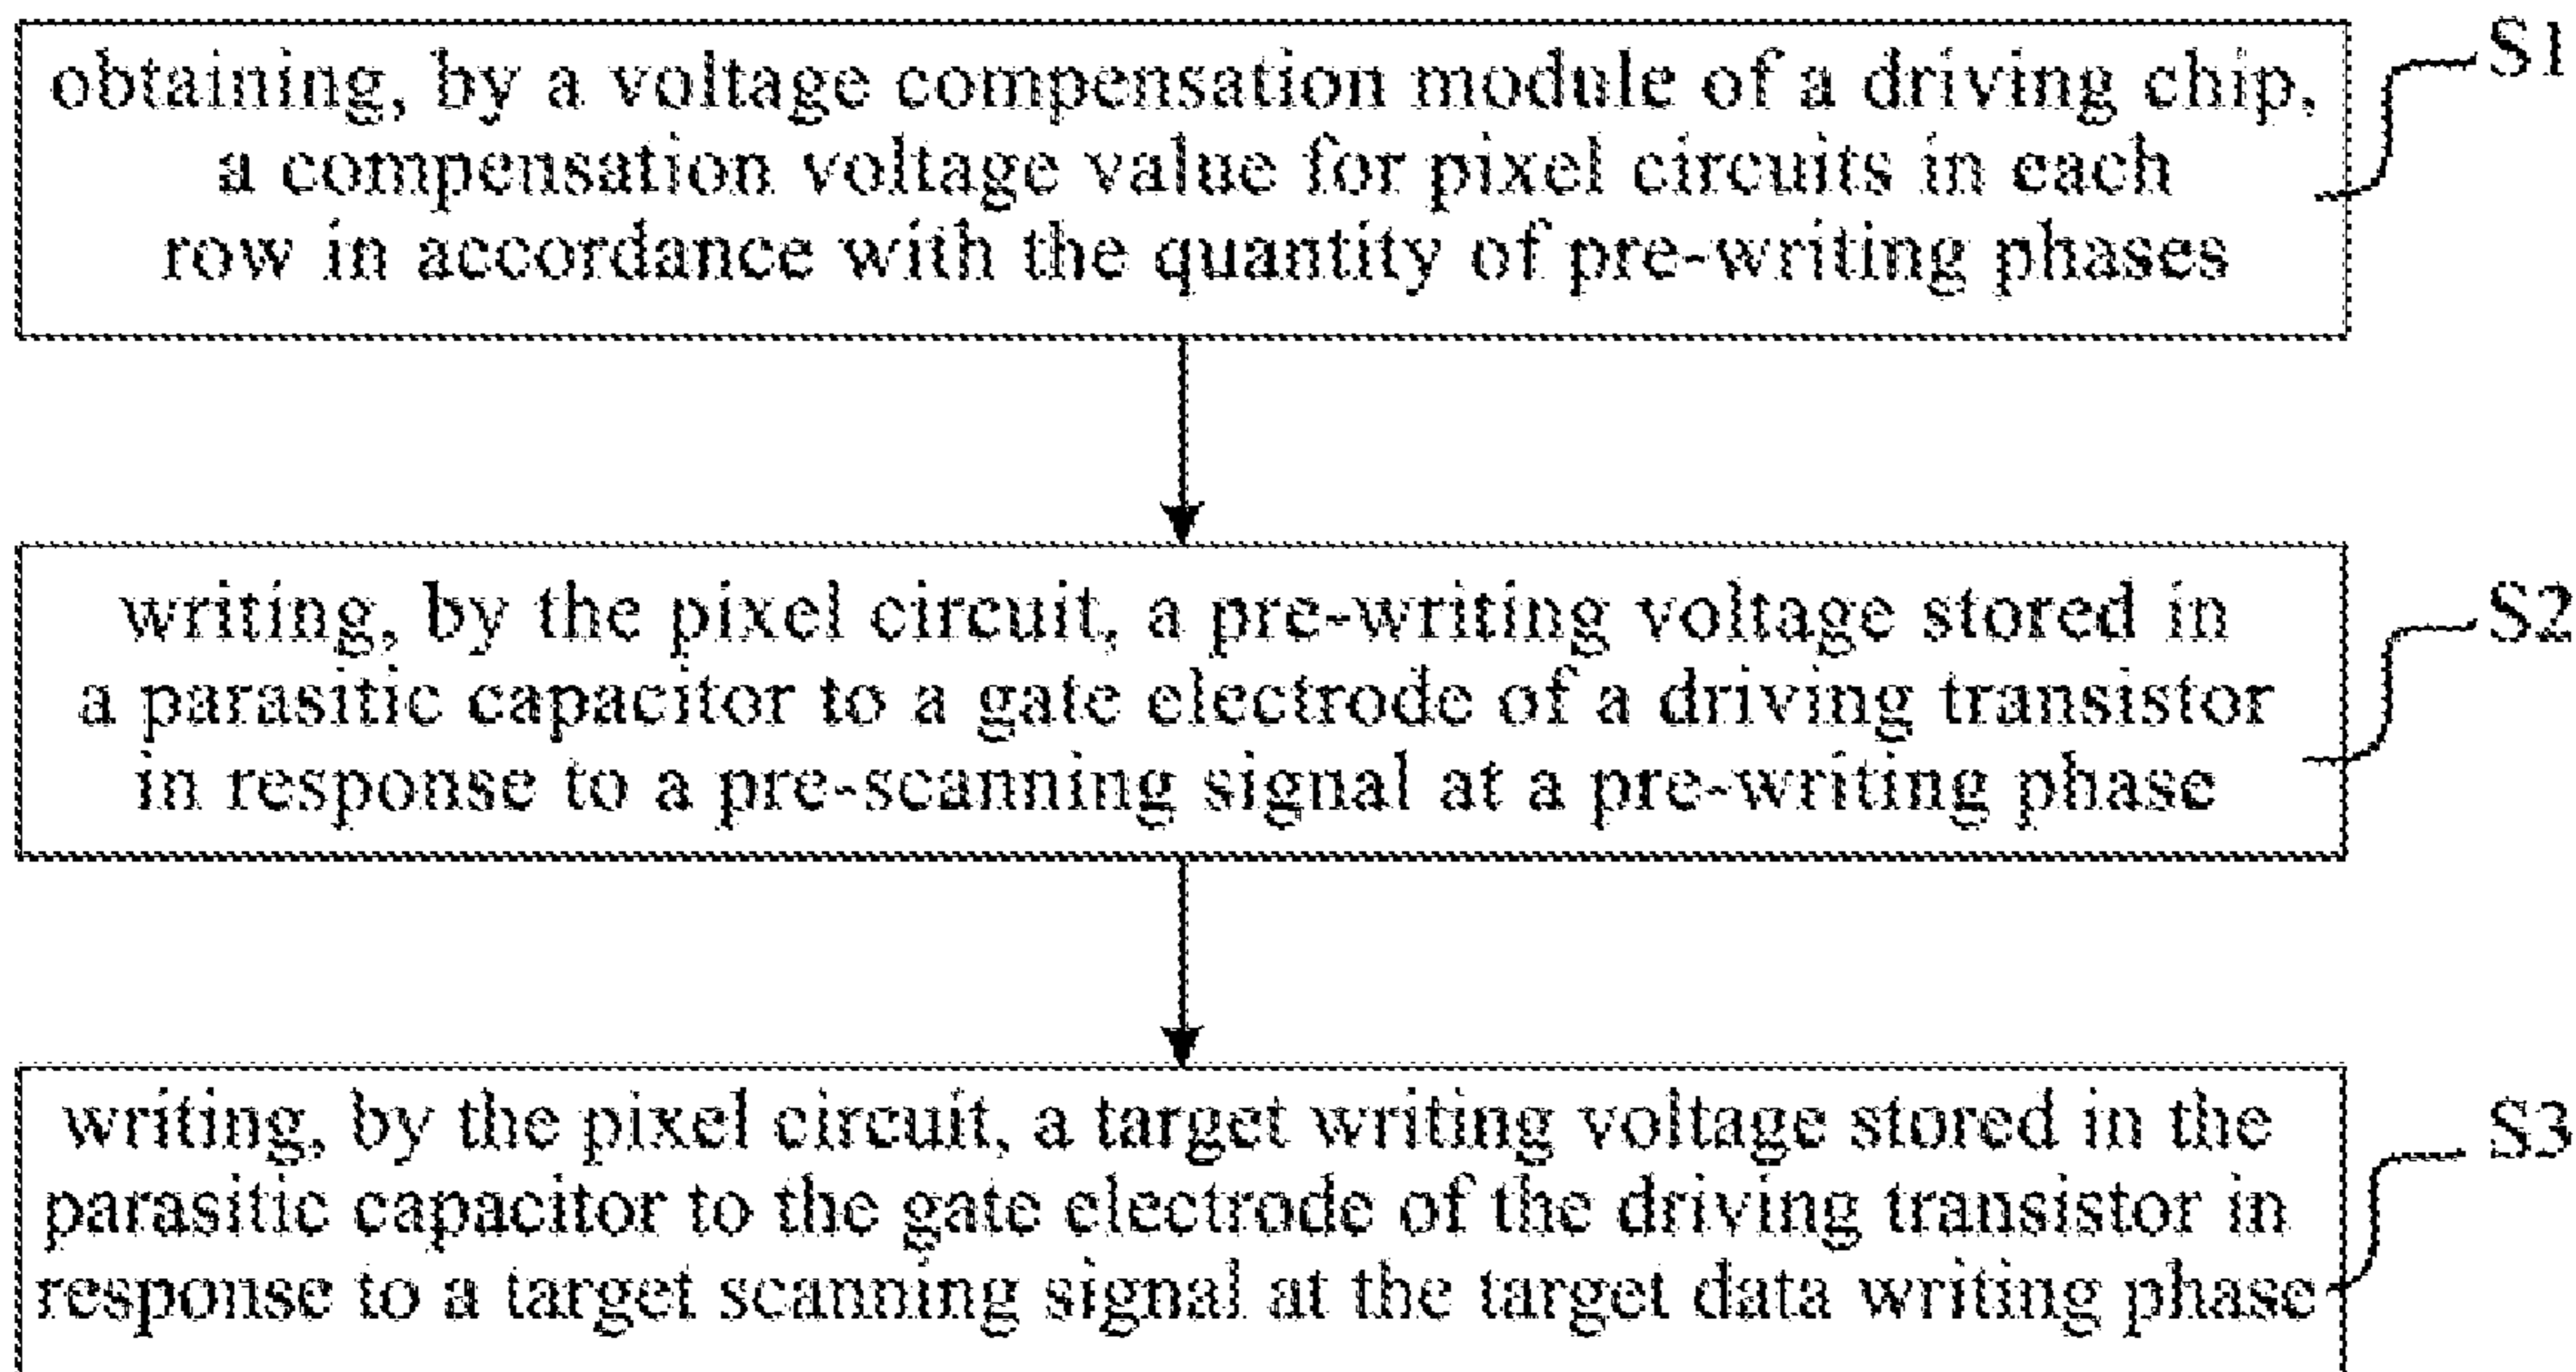 obtaining, by a voltage compensation module of a driving chip, S1
a compensation voltage value for pixel circuits in each
row in accordance with the quantity of pre-writing phases
writing, by the pixel circuit, a pre-writing voltage stored in S2
a parasitic capacitor to a gate electrode of a driving transistor
in response to a pre-scanning signal at a pre-writing phase
writing, by the pixel circuit, a target writing voltage stored in the S3
parasitic capacitor to the gate electrode of the driving transistor in
response to a target scanning signal at the target data writing phase